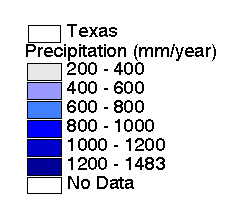 Texas
Precipitation (mm/year)
200 - 400
400 - 600
600 - 800
800 - 1000
1000 - 1200
1200 - 1483
No Data